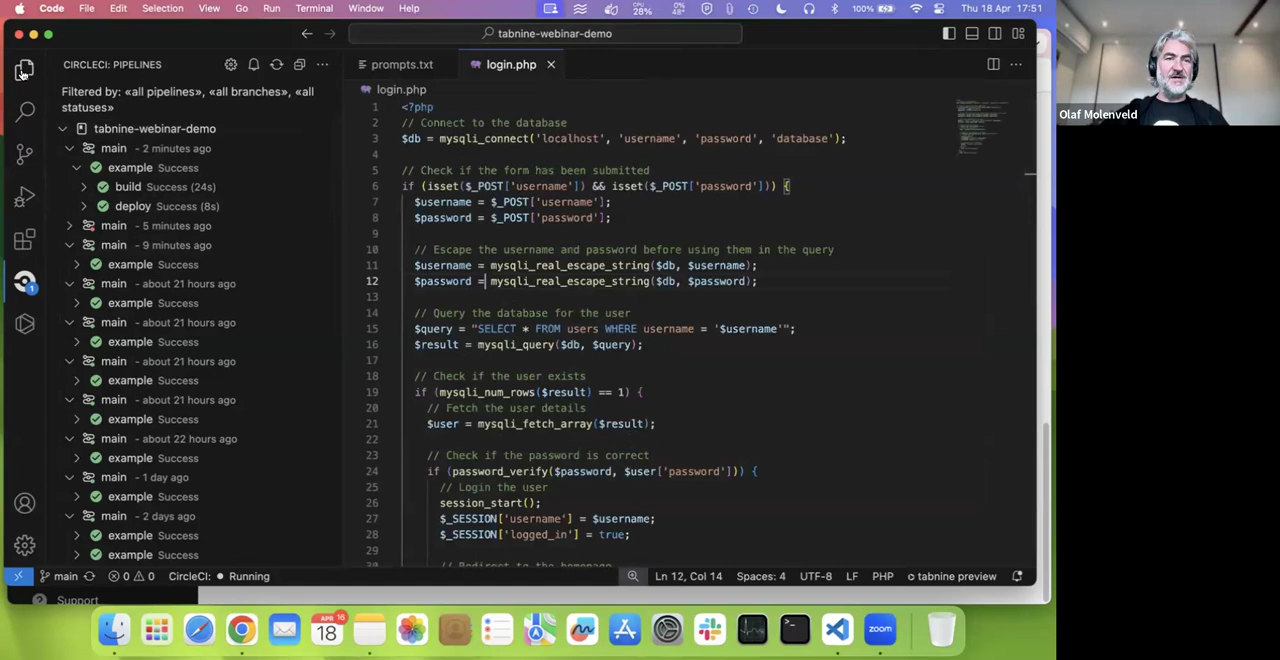 Code File Edit Selection View Go Run Terminal Window Help
CPU 28% 0% 48° 100% Thu 18 Apr 17:51
tabnine-webinar-demo
CIRCLECI: PIPELINES
prompts.txt login.php
Filtered by: «all pipelines», «all branches», «all statuses»
tabnine-webinar-demo
main - 2 minutes ago
example Success
build Success (24s)
deploy Success (8s)
main - 5 minutes ago
main - 9 minutes ago
example Success
main - about 21 hours ago
example Success
main - about 21 hours ago
example Success
main - about 21 hours ago
example Success
main - about 21 hours ago
example Success
main - about 22 hours ago
example Success
main - 1 day ago
example Success
main - 2 days ago
example Success
example Success
1
login.php
1 <?php
2 // Connect to the database
3 $db = mysqli_connect('localhost', 'username', 'password', 'database');
4
5 // Check if the form has been submitted
6 if (isset($_POST['username']) && isset($_POST['password'])) {
7 $username = $_POST['username'];
8 $password = $_POST['password'];
9
10 // Escape the username and password before using them in the query
11 $username = mysqli_real_escape_string($db, $username);
12 $password = mysqli_real_escape_string($db, $password);
13
14 // Query the database for the user
15 $query = "SELECT * FROM users WHERE username = '$username'";
16 $result = mysqli_query($db, $query);
17
18 // Check if the user exists
19 if (mysqli_num_rows($result) == 1) {
20 // Fetch the user details
21 $user = mysqli_fetch_array($result);
22
23 // Check if the password is correct
24 if (password_verify($password, $user['password'])) {
25 // Login the user
26 session_start();
27 $_SESSION['username'] = $username;
28 $_SESSION['logged_in'] = true;
29
30 // Redirect to the homepage
main 0 0 CircleCI: Running Ln 12, Col 14 Spaces: 4 UTF-8 LF PHP tabnine preview
Support
APR 18 16
zoom
Olaf Molenveld